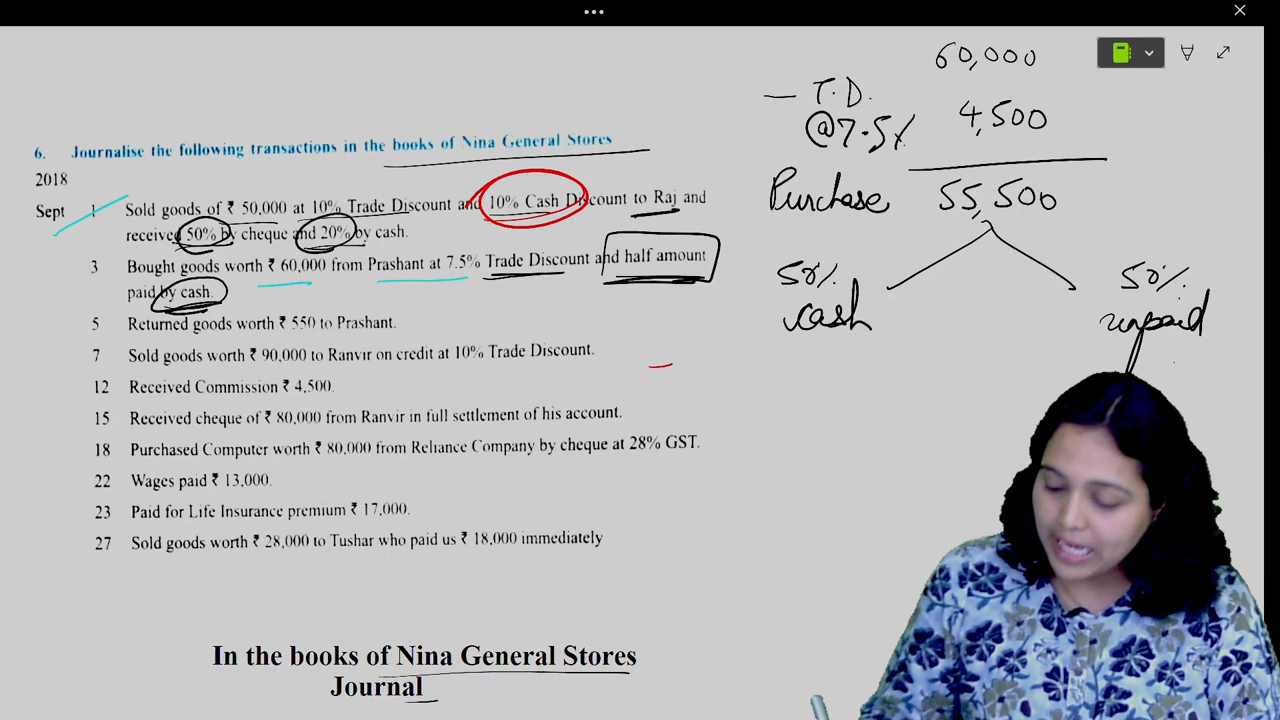 6. Journalise the following transactions in the books of Nina General Stores
2018
Sept 1 Sold goods of ₹ 50,000 at 10% Trade Discount and 10% Cash Discount to Raj and
received 50% by cheque and 20% by cash.
3 Bought goods worth ₹ 60,000 from Prashant at 7.5% Trade Discount and half amount
paid by cash.
5 Returned goods worth ₹ 550 to Prashant.
7 Sold goods worth ₹ 90,000 to Ranvir on credit at 10% Trade Discount.
12 Received Commission ₹ 4,500.
15 Received cheque of ₹ 80,000 from Ranvir in full settlement of his account.
18 Purchased Computer worth ₹ 80,000 from Reliance Company by cheque at 28% GST.
22 Wages paid ₹ 13,000.
23 Paid for Life Insurance premium ₹ 17,000.
27 Sold goods worth ₹ 28,000 to Tushar who paid us ₹ 18,000 immediately
In the books of Nina General Stores
Journal
60,000
— T.D.
@7.5% 4,500
Purchase 55,500
50% 50%
cash unpaid